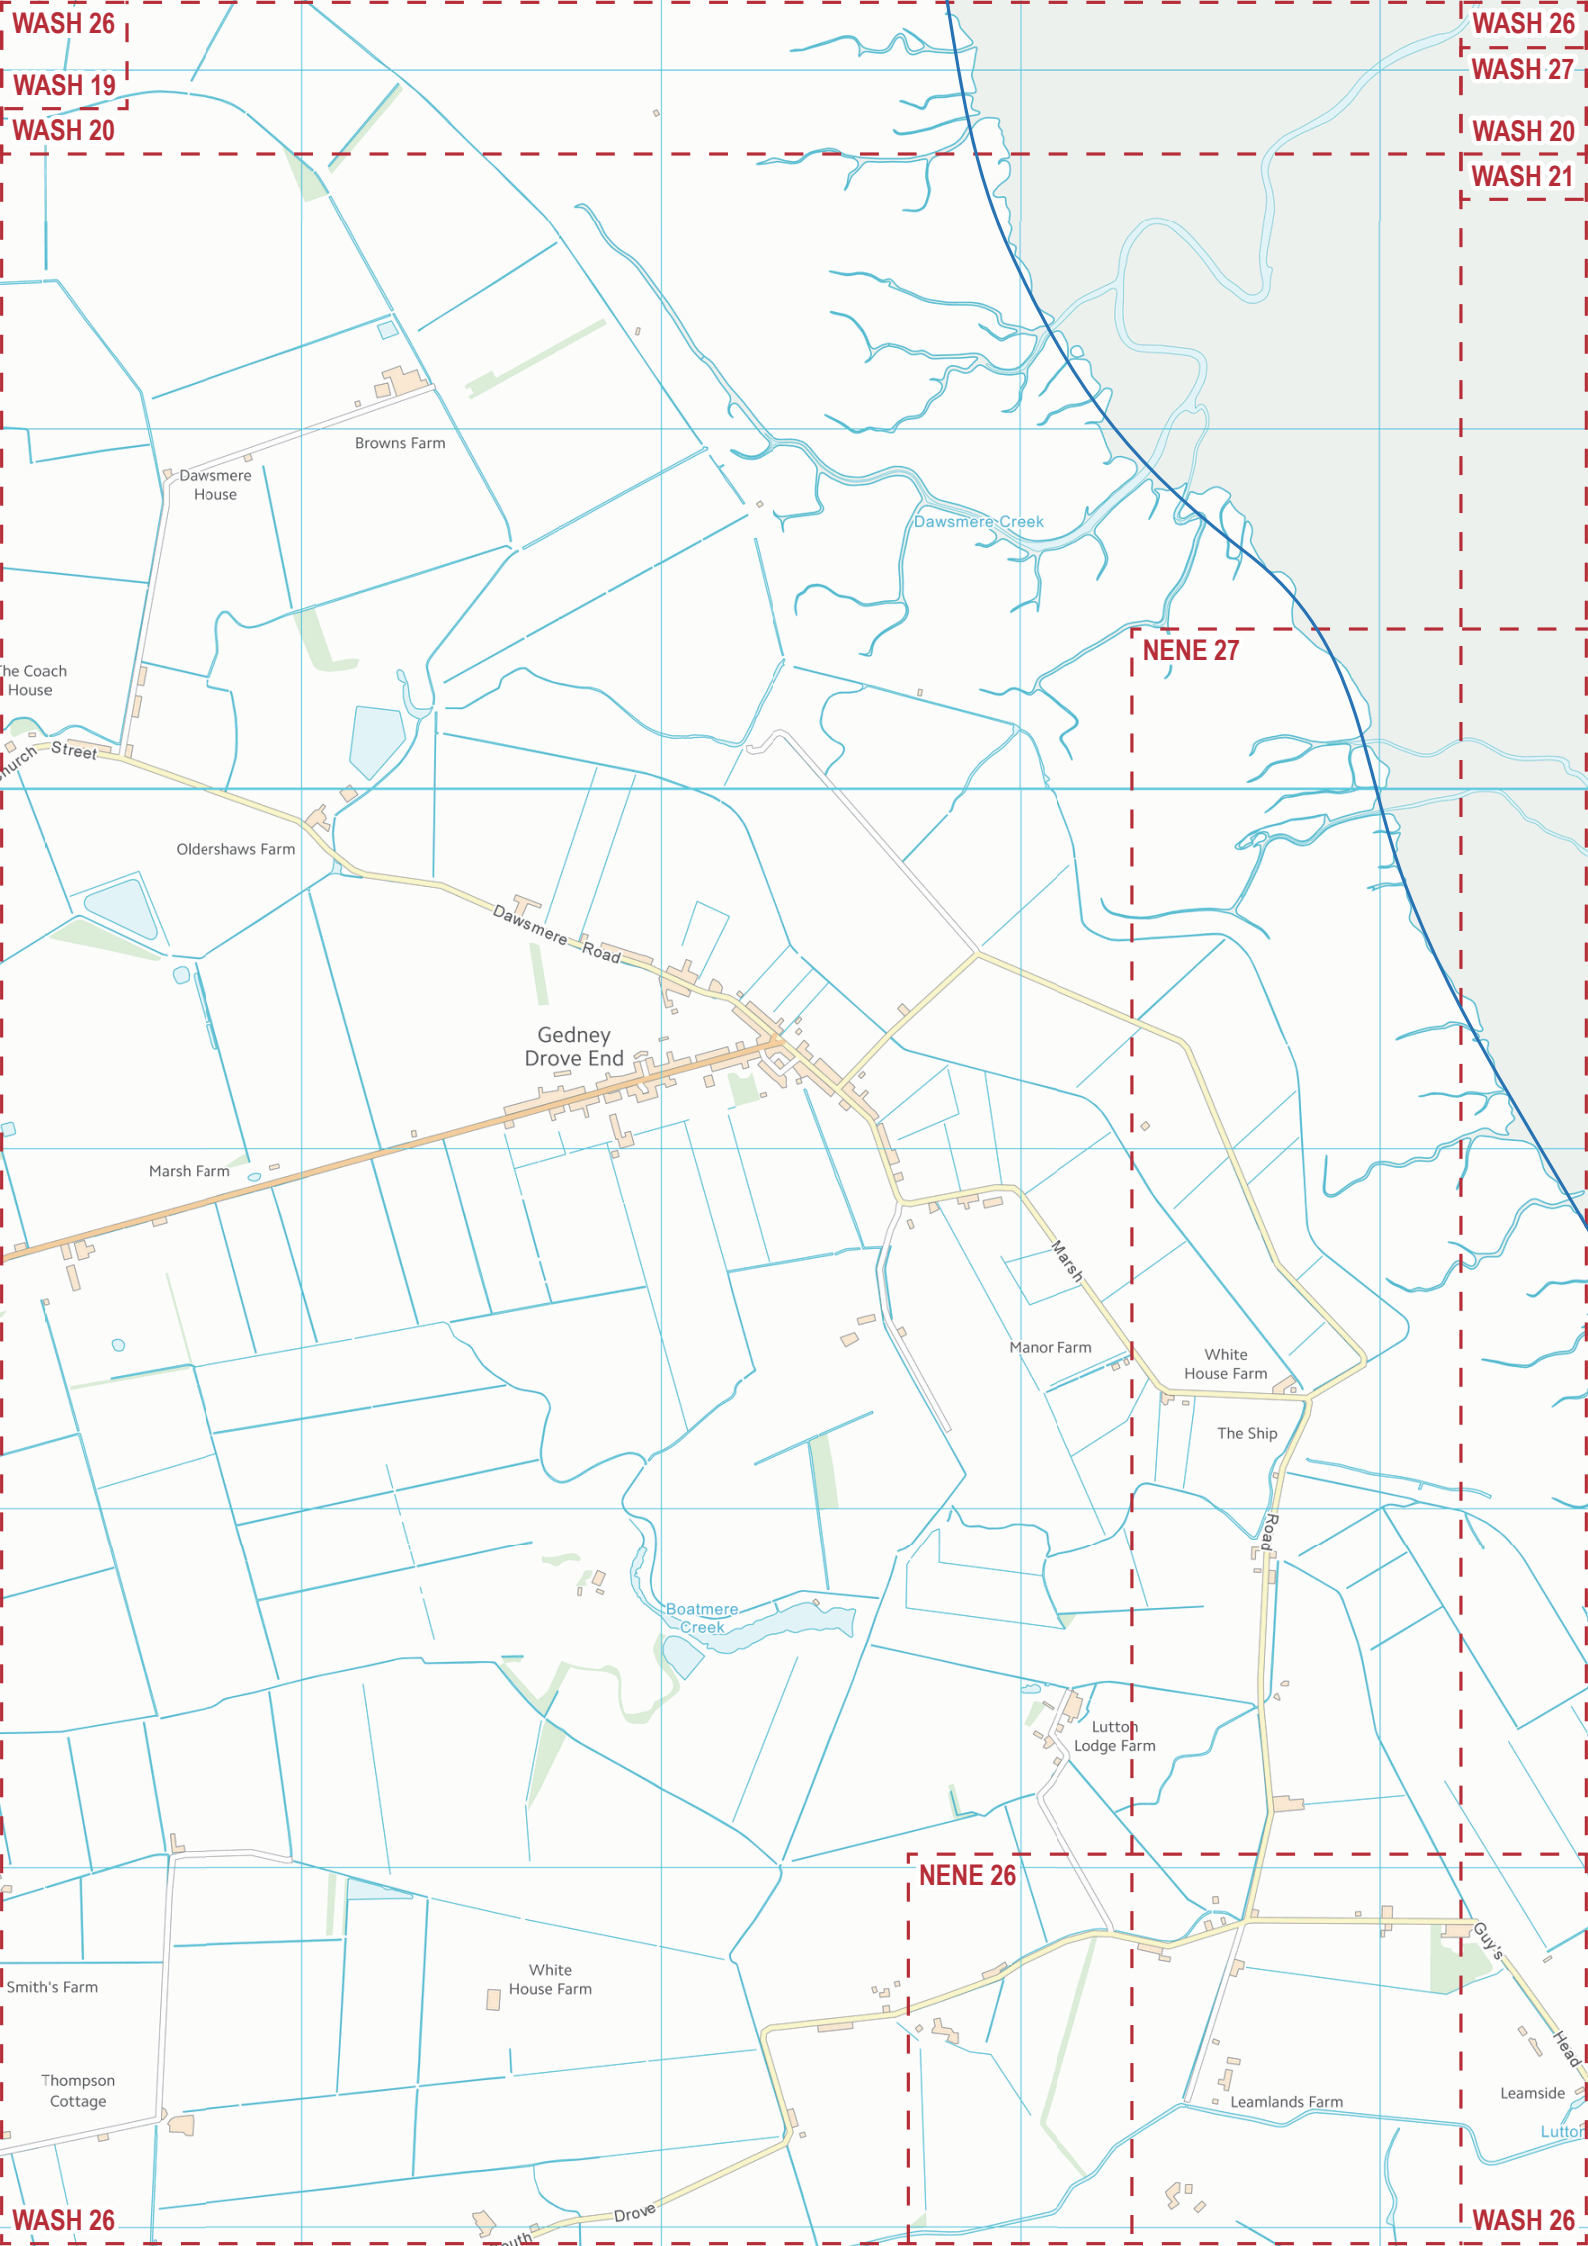 WASH 26
WASH 26
WASH 27
WASH 19
WASH 20
WASH 20
WASH 21
Browns Farm
Dawsmere
House
Dawsmere Creek
NENE 27
The Coach
House
Church Street
Oldershaws Farm
Dawsmere Road
Gedney
Drove End
Marsh Farm
Marsh
Manor Farm
White
House Farm
The Ship
Road
Boatmere
Creek
Lutton
Lodge Farm
NENE 26
Guy's
Head
Smith's Farm
White
House Farm
Thompson
Cottage
Leamside
Leamlands Farm
Lutton
Drove
WASH 26
WASH 26